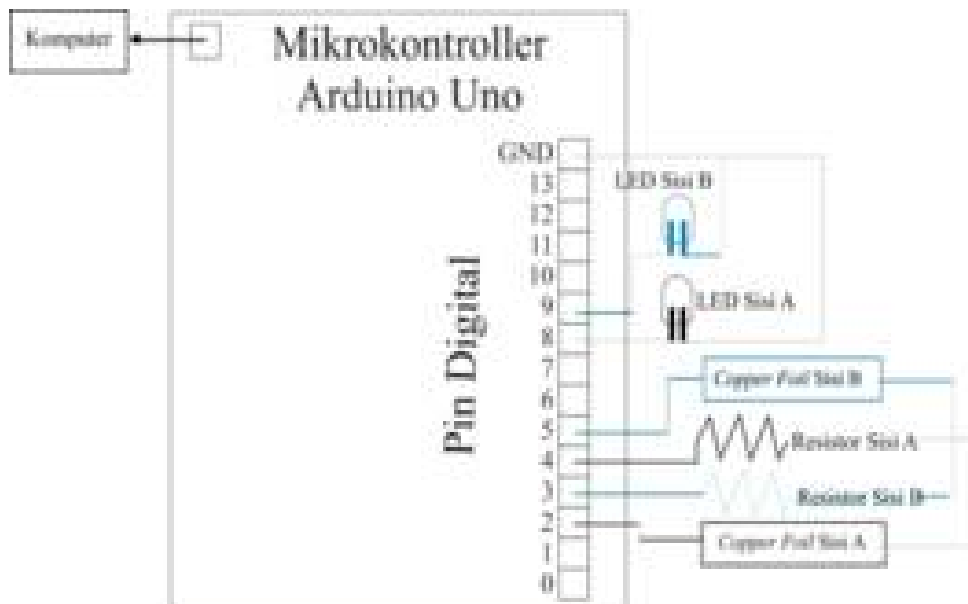 Komputer
Mikrokontroller
Arduino Uno
Pin Digital
GND
13
12
11
10
9
8
7
6
5
4
3
2
1
0
LED Sisi B
LED Sisi A
Copper Foil Sisi B
Resistor Sisi A
Resistor Sisi B
Copper Foil Sisi A